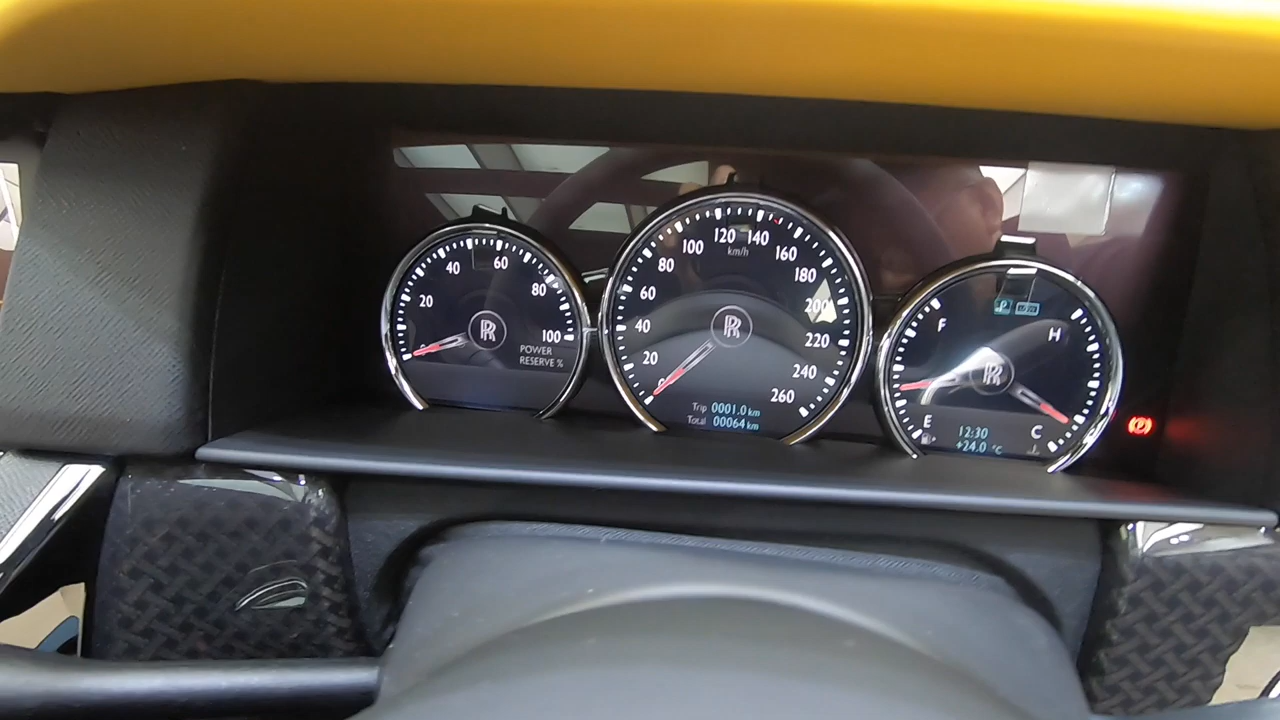 20
40
60
80
100
POWER
RESERVE %
RR
0
20
40
60
80
100
120
140
160
180
200
220
240
260
km/h
RR
Trip 0001.0 km
Total 00064 km
P
F
H
RR
E
C
12:30
+24.0 °C
(P)